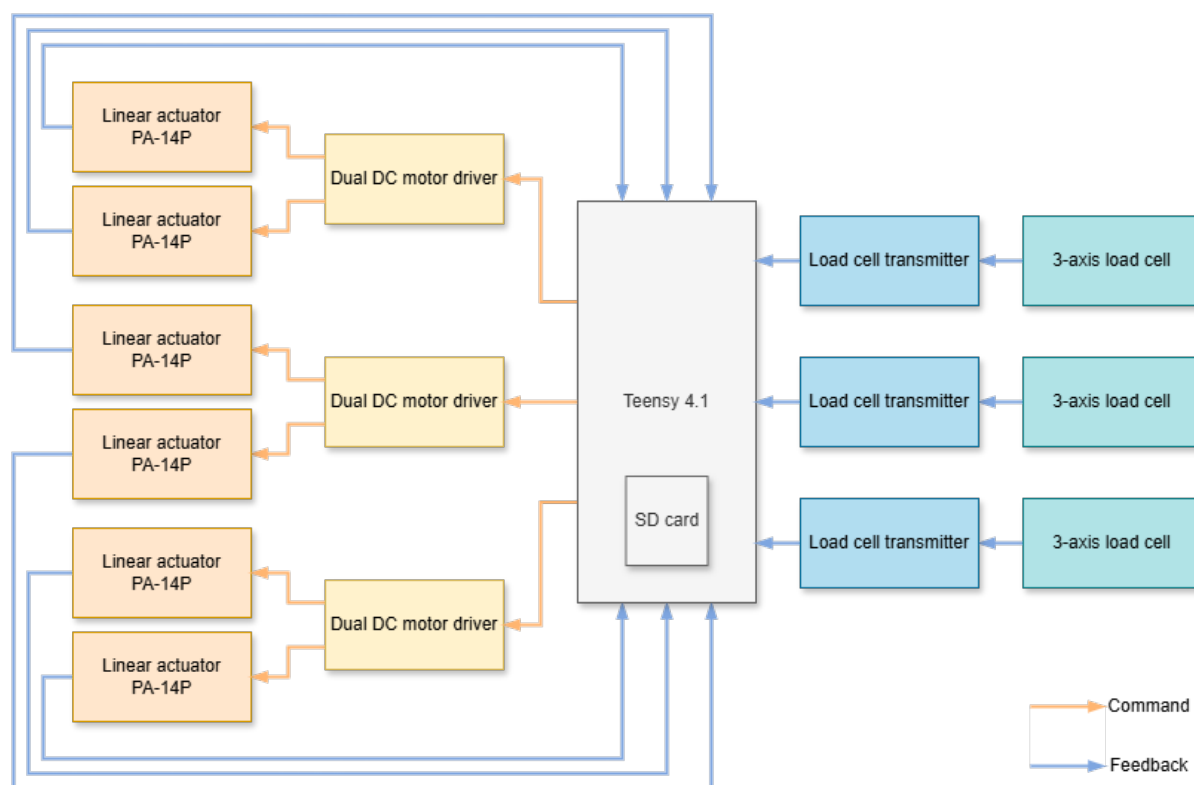 Linear actuator
PA-14P
Linear actuator
PA-14P
Linear actuator
PA-14P
Linear actuator
PA-14P
Linear actuator
PA-14P
Linear actuator
PA-14P
Dual DC motor driver
Dual DC motor driver
Dual DC motor driver
Teensy 4.1
SD card
Load cell transmitter
3-axis load cell
Load cell transmitter
3-axis load cell
Load cell transmitter
3-axis load cell
Command
Feedback